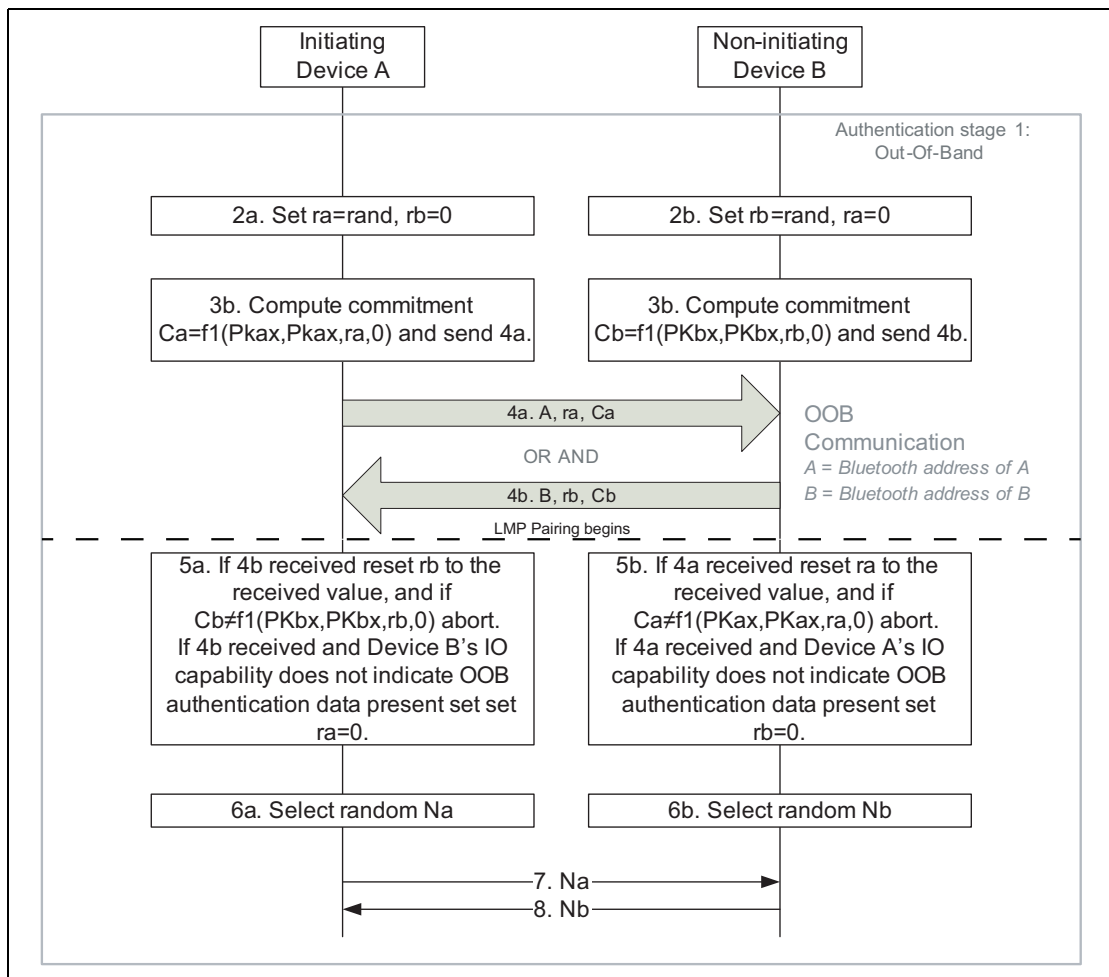 Initiating
Device A
Non-initiating
Device B
Authentication stage 1:
Out-Of-Band
2a. Set ra=rand, rb=0
2b. Set rb=rand, ra=0
3b. Compute commitment
Ca=f1(Pkax,Pkax,ra,0) and send 4a.
3b. Compute commitment
Cb=f1(PKbx,PKbx,rb,0) and send 4b.
4a. A, ra, Ca
OR AND
4b. B, rb, Cb
OOB
Communication
A = Bluetooth address of A
B = Bluetooth address of B
LMP Pairing begins
5a. If 4b received reset rb to the
received value, and if
Cb≠f1(PKbx,PKbx,rb,0) abort.
If 4b received and Device B's IO
capability does not indicate OOB
authentication data present set set
ra=0.
5b. If 4a received reset ra to the
received value, and if
Ca≠f1(PKax,PKax,ra,0) abort.
If 4a received and Device A's IO
capability does not indicate OOB
authentication data present set
rb=0.
6a. Select random Na
6b. Select random Nb
7. Na
8. Nb